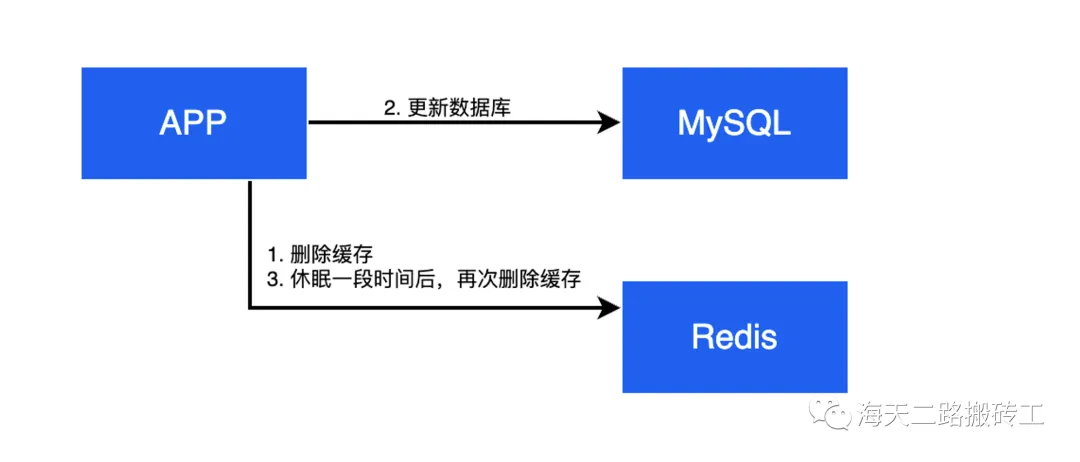 APP
2. 更新数据库
MySQL
1. 删除缓存
3. 休眠一段时间后，再次删除缓存
Redis
海天二路搬砖工